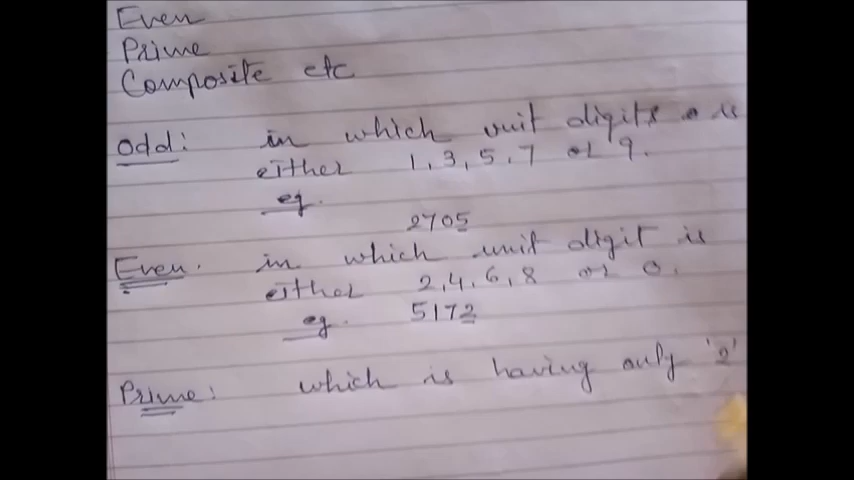 Even
Prime
Composite etc
Odd: in which unit digits is
either 1, 3, 5, 7 or 9.
eg.
2705
Even. in which unit digit is
either 2, 4, 6, 8 or 0.
eg. 5172
Prime: which is having only '2'